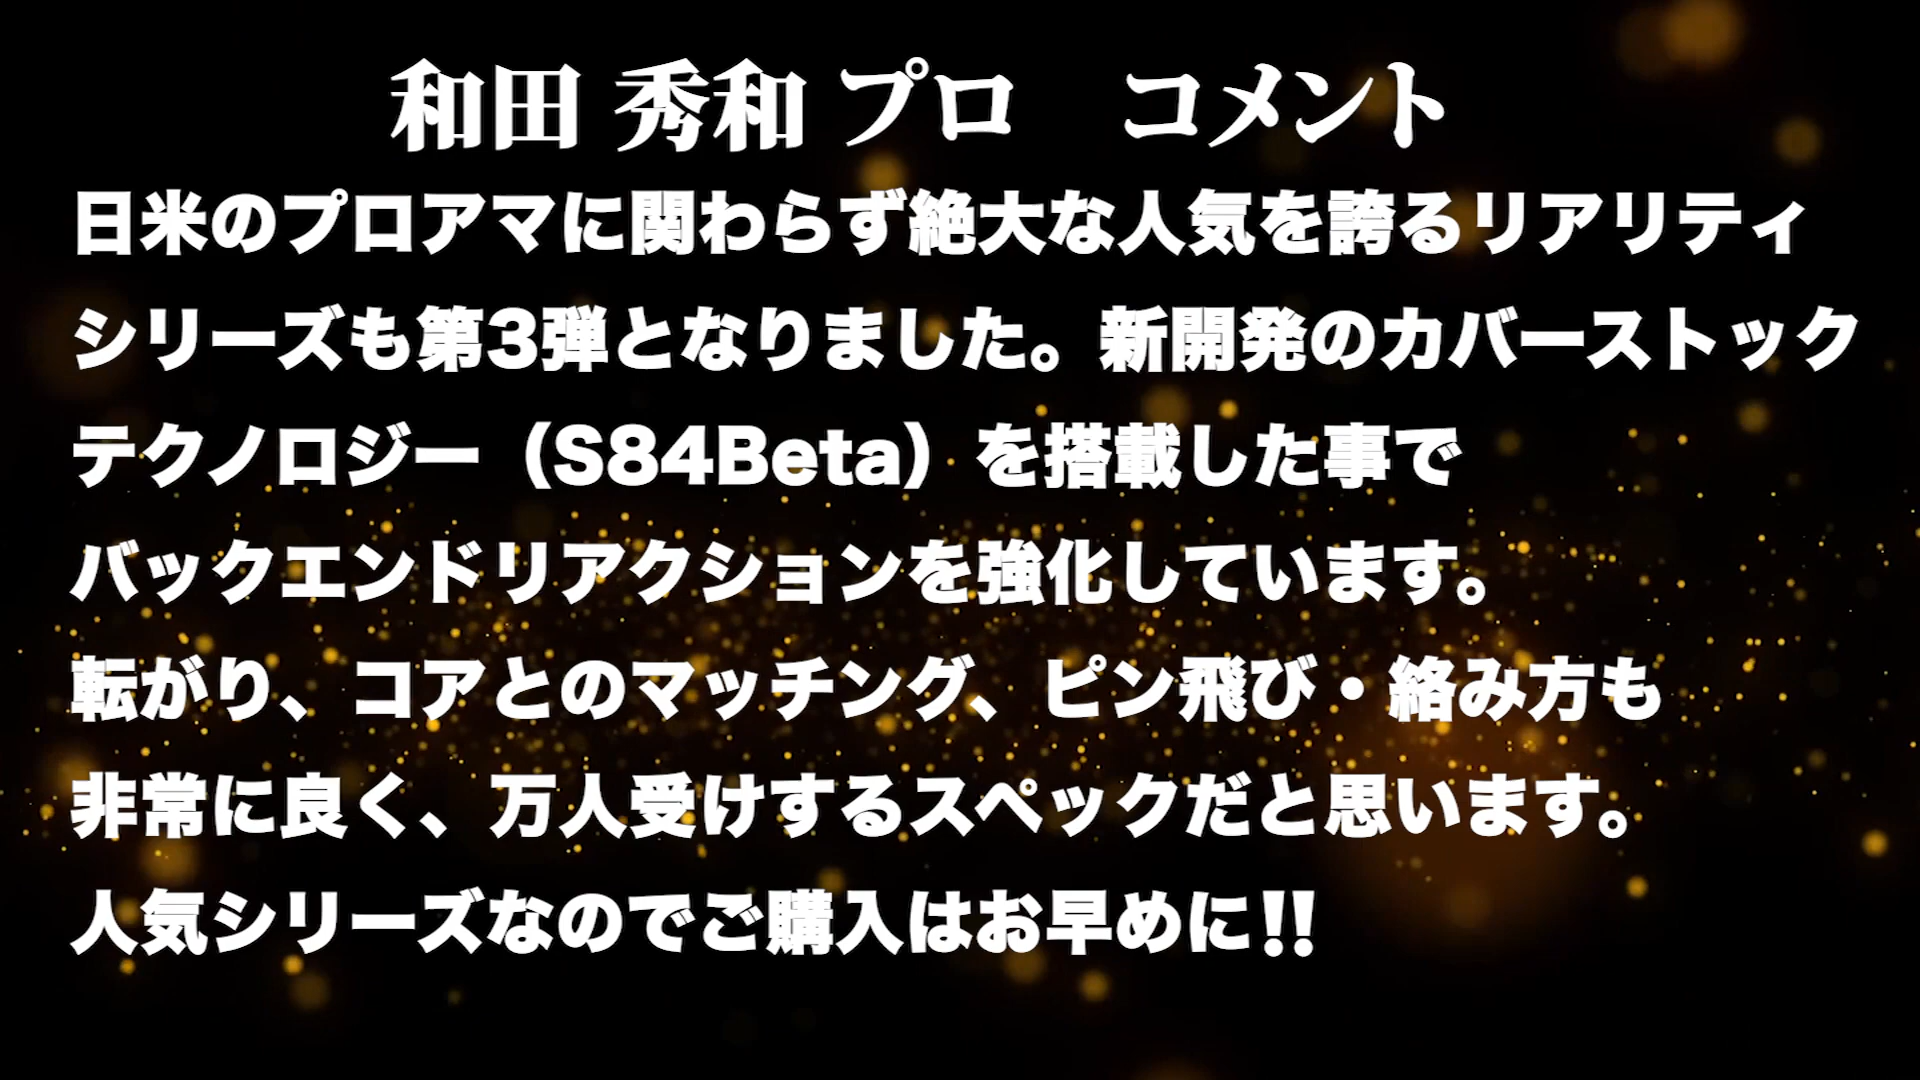 和田 秀和 プロ　コメント
日米のプロアマに関わらず絶大な人気を誇るリアリティ
シリーズも第3弾となりました。新開発のカバーストック
テクノロジー（S84Beta）を搭載した事で
バックエンドリアクションを強化しています。
転がり、コアとのマッチング、ピン飛び・絡み方も
非常に良く、万人受けするスペックだと思います。
人気シリーズなのでご購入はお早めに!!